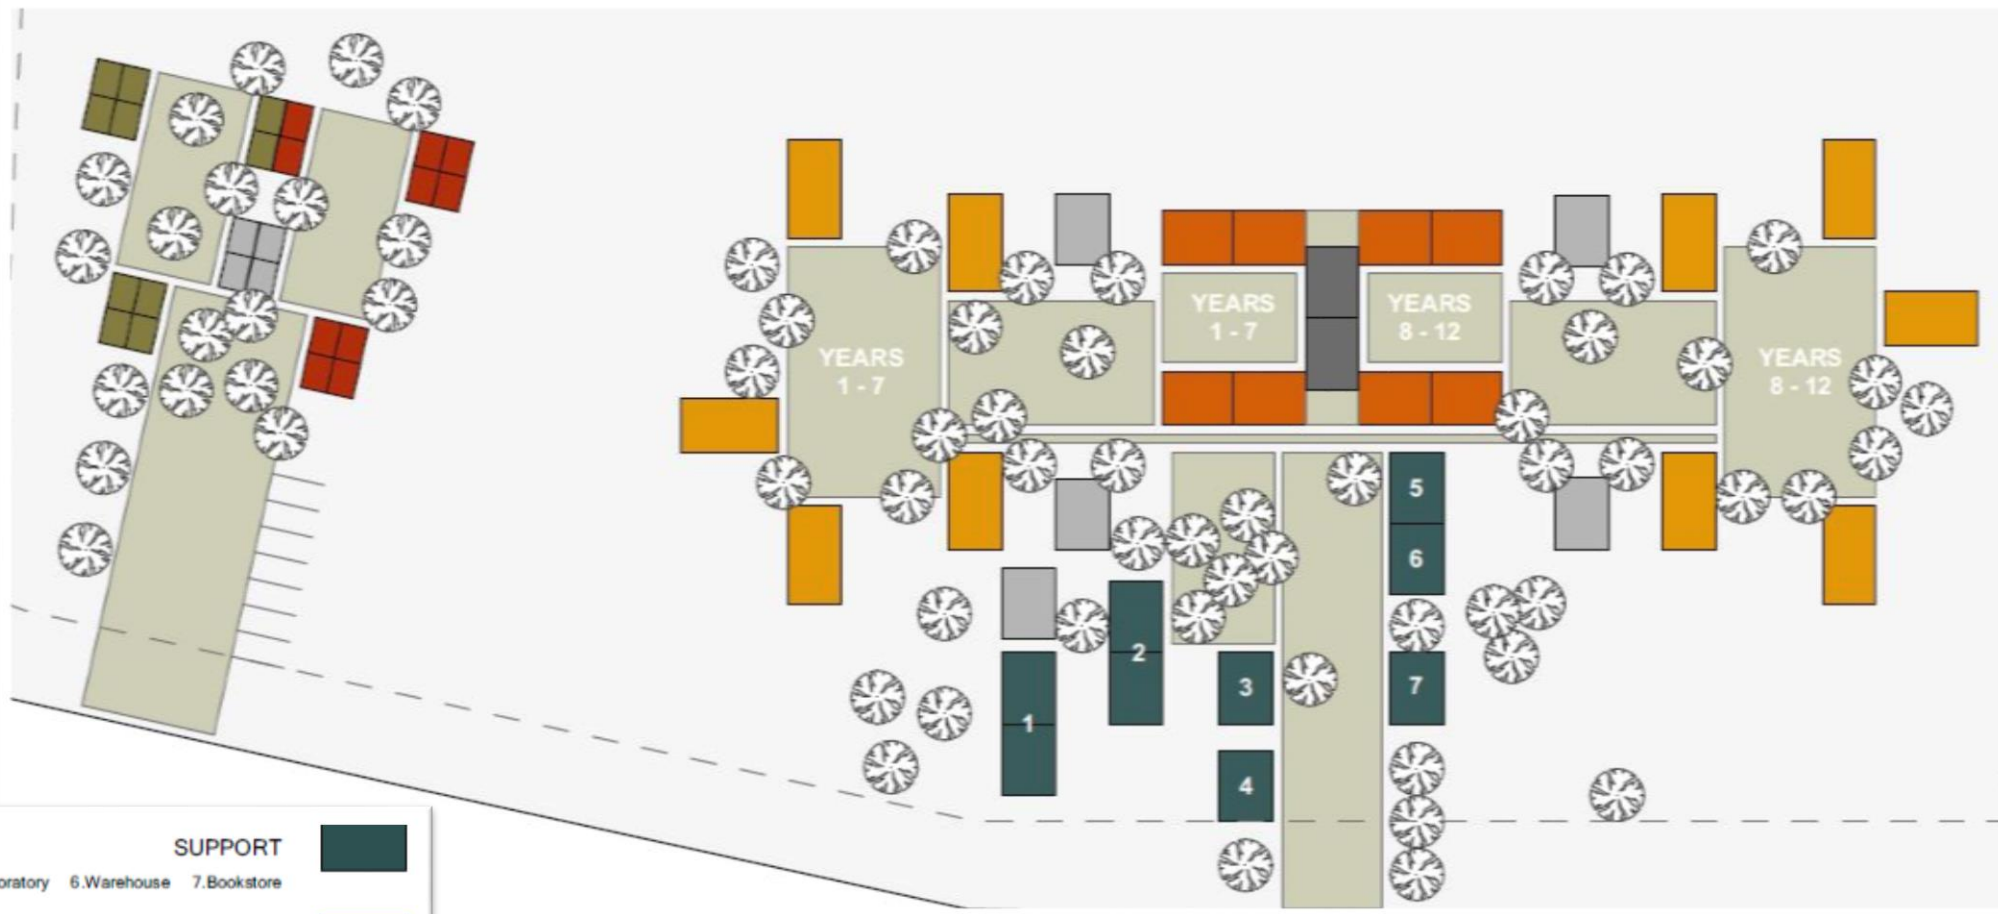 YEARS
1 - 7
YEARS
8 - 12
YEARS
1 - 7
YEARS
8 - 12
5
6
2
3
7
1
4
SUPPORT
6.Warehouse 7.Bookstore